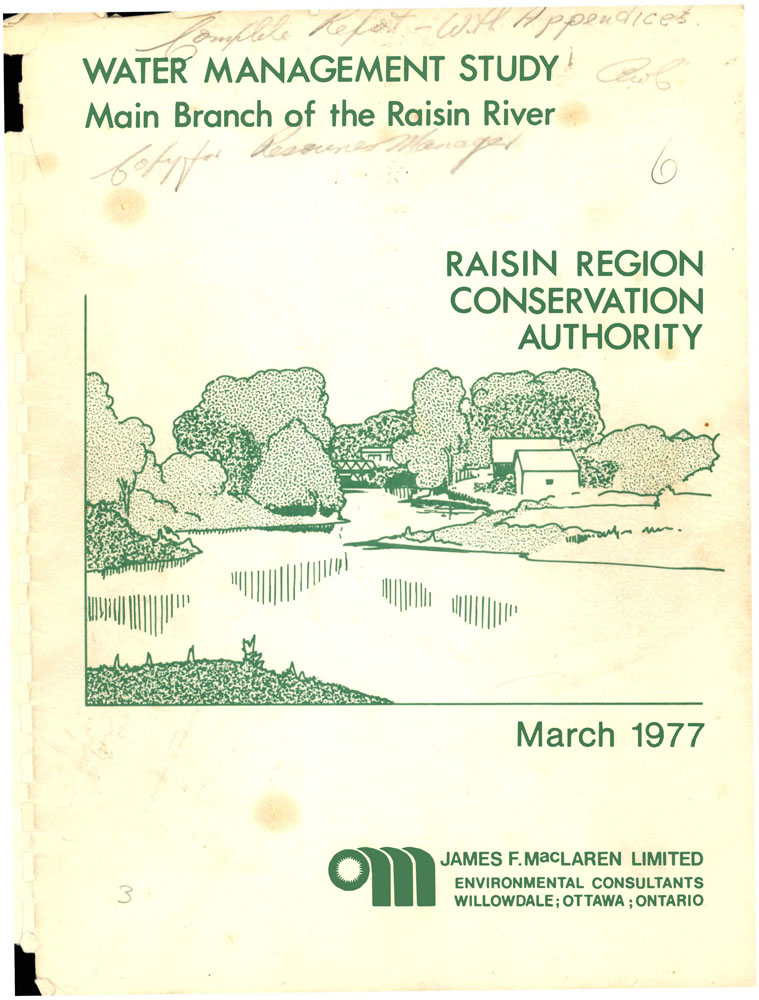 Complete Report - With Appendices.
WATER MANAGEMENT STUDY
Main Branch of the Raisin River
Copy for Resources Manager
6
RAISIN REGION
CONSERVATION
AUTHORITY
March 1977
JAMES F. MacLAREN LIMITED
ENVIRONMENTAL CONSULTANTS
WILLOWDALE; OTTAWA; ONTARIO
3